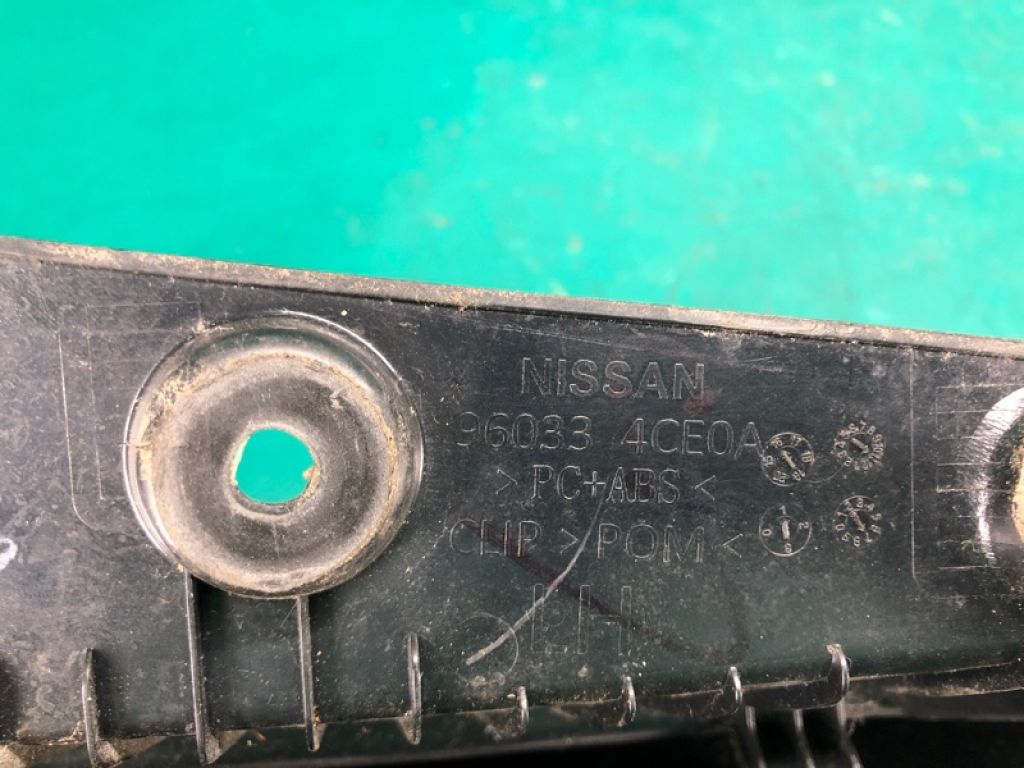 NISSAN
96033 4CE0A
>PC+ABS<
CLIP >POM<
LH